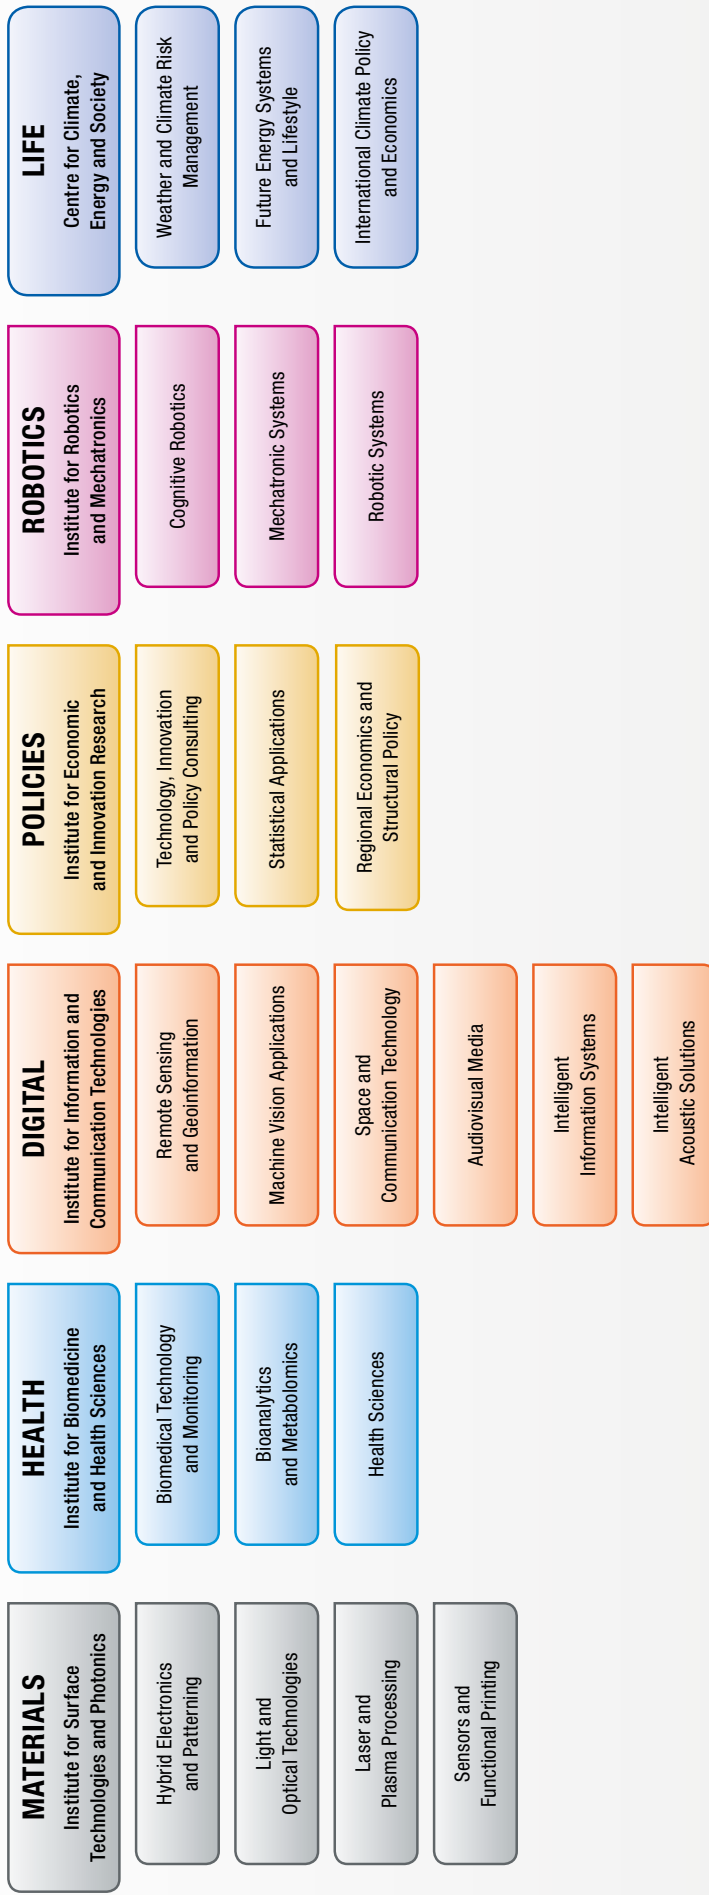 MATERIALS
Institute for Surface
Technologies and Photonics
Hybrid Electronics
and Patterning
Light and
Optical Technologies
Laser and
Plasma Processing
Sensors and
Functional Printing
HEALTH
Institute for Biomedicine
and Health Sciences
Biomedical Technology
and Monitoring
Bioanalytics
and Metabolomics
Health Sciences
DIGITAL
Institute for Information and
Communication Technologies
Remote Sensing
and Geoinformation
Machine Vision Applications
Space and
Communication Technology
Audiovisual Media
Intelligent
Information Systems
Intelligent
Acoustic Solutions
POLICIES
Institute for Economic
and Innovation Research
Technology, Innovation
and Policy Consulting
Statistical Applications
Regional Economics and
Structural Policy
ROBOTICS
Institute for Robotics
and Mechatronics
Cognitive Robotics
Mechatronic Systems
Robotic Systems
LIFE
Centre for Climate,
Energy and Society
Weather and Climate Risk
Management
Future Energy Systems
and Lifestyle
International Climate Policy
and Economics